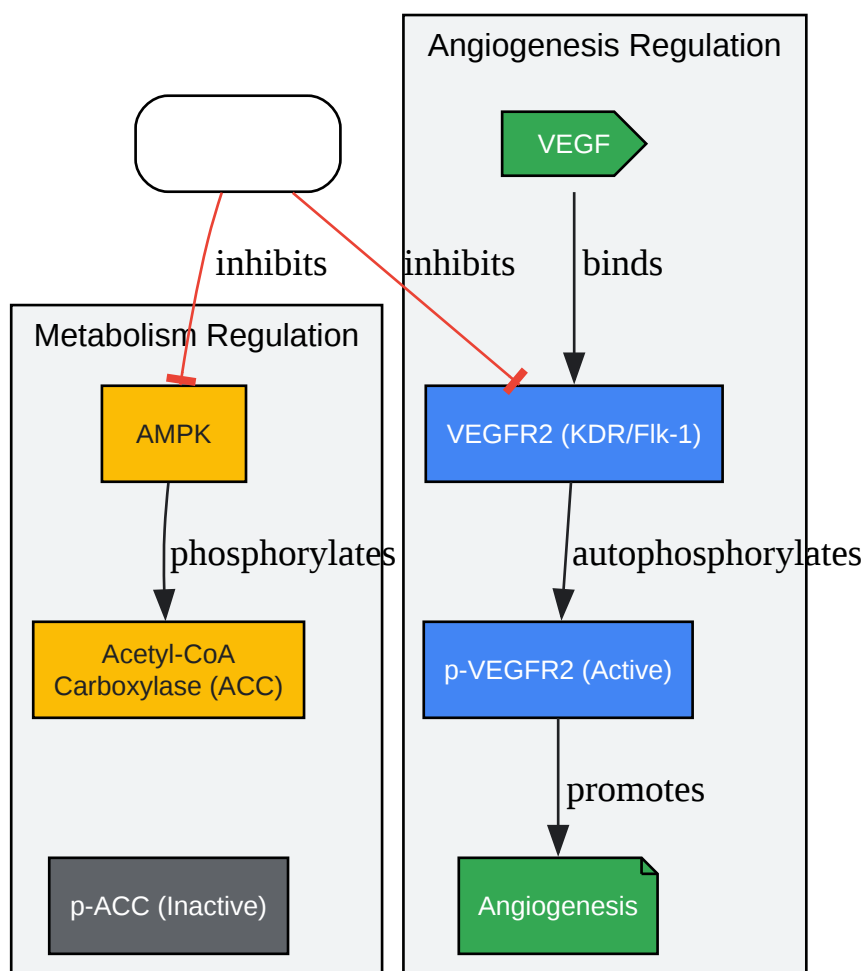 Angiogenesis Regulation
VEGF
inhibits
inhibits
binds
Metabolism Regulation
AMPK
VEGFR2 (KDR/Flk-1)
phosphorylates
autophosphorylates
Acetyl-CoA
Carboxylase (ACC)
p-VEGFR2 (Active)
promotes
p-ACC (Inactive)
Angiogenesis